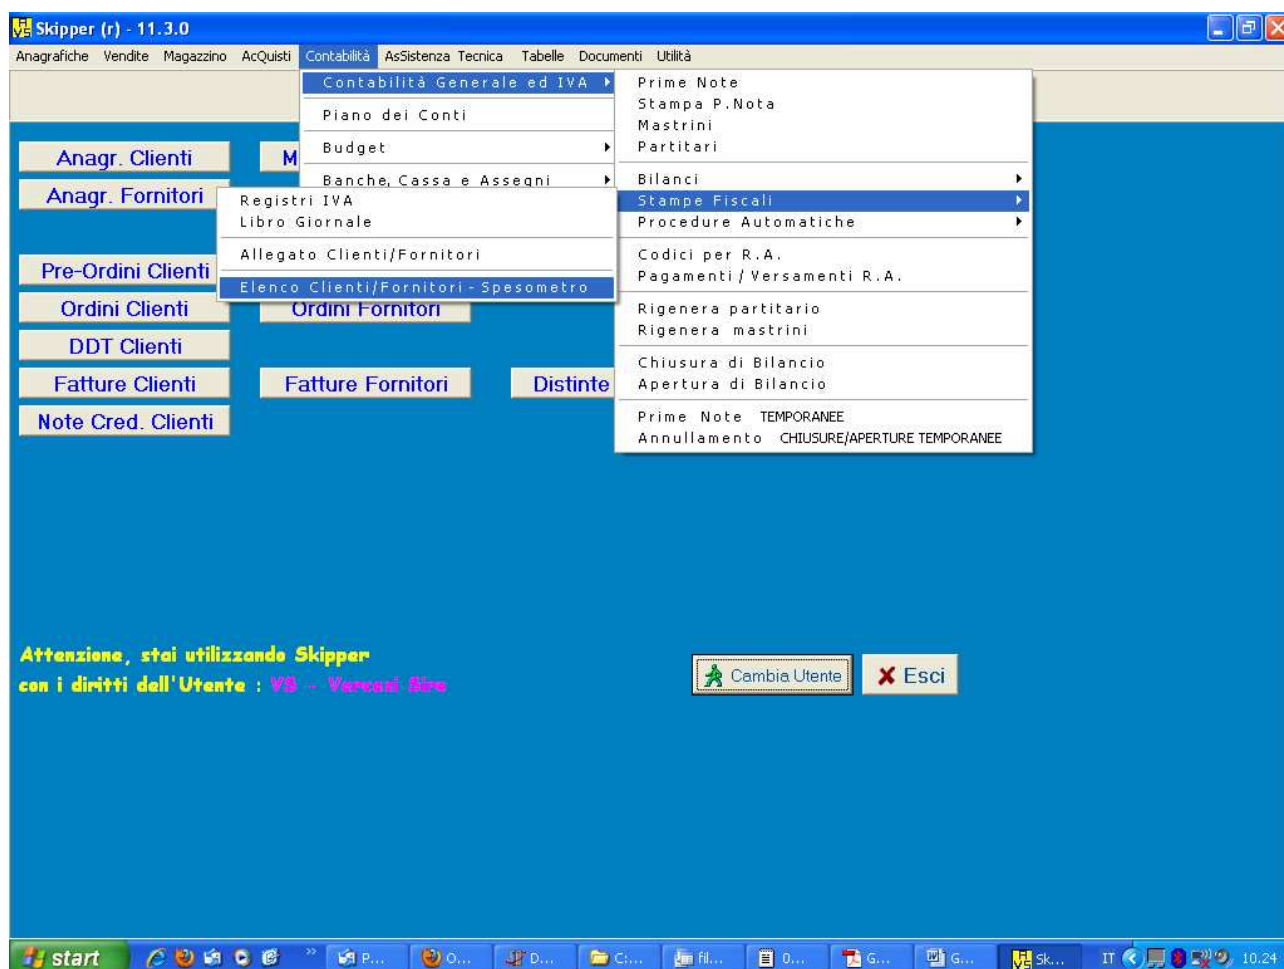 Skipper (r) - 11.3.0
Anagrafiche Vendite Magazzino AcQuisti Contabilità AsSistenza Tecnica Tabelle Documenti Utilità
Contabilità Generale ed IVA
Piano dei Conti
Budget
Banche, Cassa e Assegni
Prime Note
Stampa P.Nota
Mastrini
Partitari
Bilanci
Stampe Fiscali
Procedure Automatiche
Codici per R.A.
Pagamenti / Versamenti R.A.
Rigenera partitario
Rigenera mastrini
Chiusura di Bilancio
Apertura di Bilancio
Prime Note TEMPORANEE
Annullamento CHIUSURE/APERTURE TEMPORANEE
Registri IVA
Libro Giornale
Allegato Clienti/Fornitori
Elenco Clienti/Fornitori - Spesometro
Anagr. Clienti
M
Anagr. Fornitori
Pre-Ordini Clienti
Ordini Clienti
Ordini Fornitori
DDT Clienti
Fatture Clienti
Fatture Fornitori
Distinte
Note Cred. Clienti
Attenzione, stai utilizzando Skipper
con i diritti dell'Utente : VS -
Cambia Utente
Esci
start
P...
O...
D...
C:...
fil...
0...
G...
G...
Sk...
IT
10.24